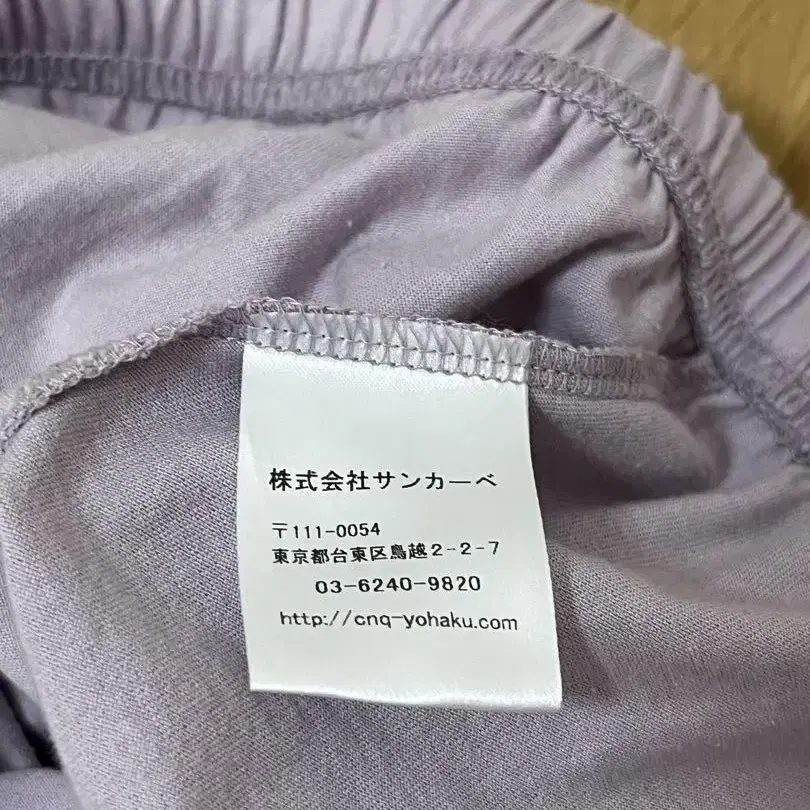 株式会社サンカーベ
〒111-0054
東京都台東区鳥越2-2-7
03-6240-9820
http://cnq-yohaku.com